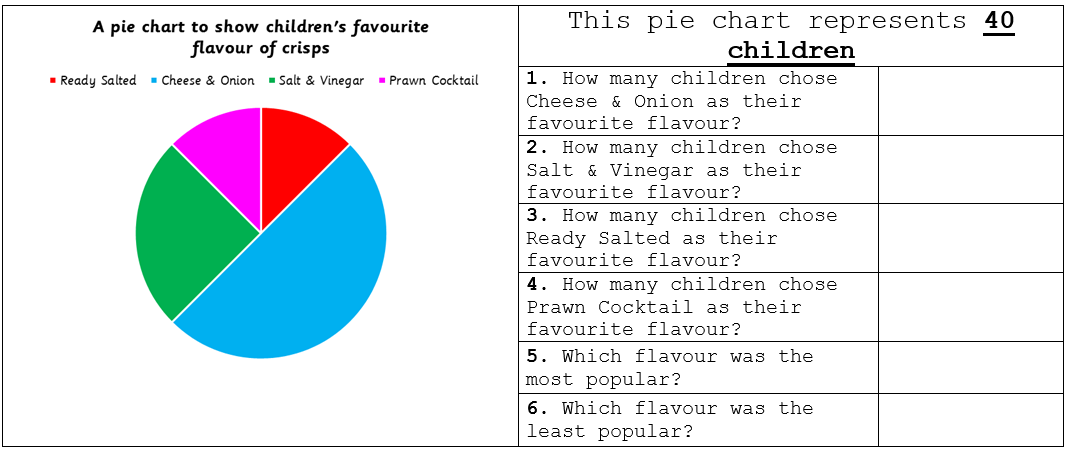 A pie chart to show children's favourite
flavour of crisps
Ready Salted Cheese & Onion Salt & Vinegar Prawn Cocktail
This pie chart represents 40
children
1. How many children chose
Cheese & Onion as their
favourite flavour?
2. How many children chose
Salt & Vinegar as their
favourite flavour?
3. How many children chose
Ready Salted as their
favourite flavour?
4. How many children chose
Prawn Cocktail as their
favourite flavour?
5. Which flavour was the
most popular?
6. Which flavour was the
least popular?